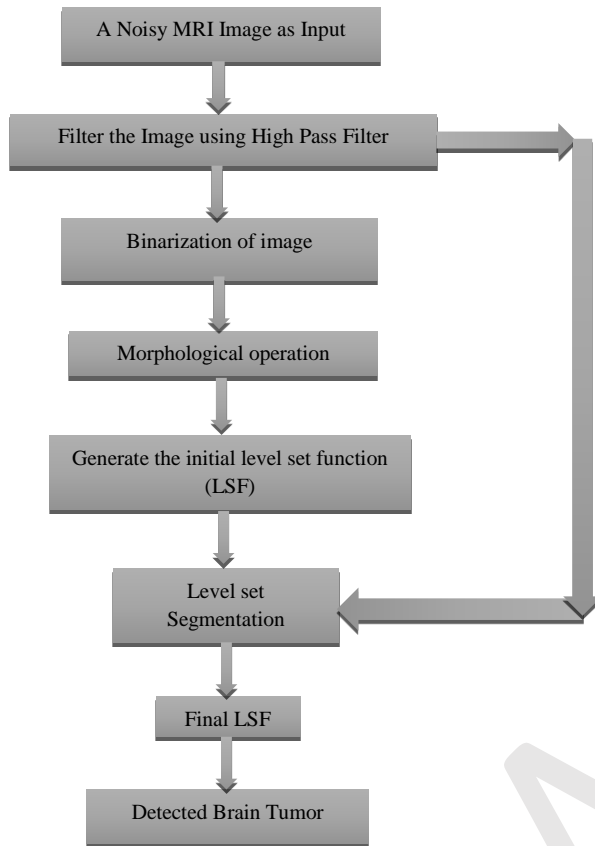 A Noisy MRI Image as Input
Filter the Image using High Pass Filter
Binarization of image
Morphological operation
Generate the initial level set function
(LSF)
Level set
Segmentation
Final LSF
Detected Brain Tumor